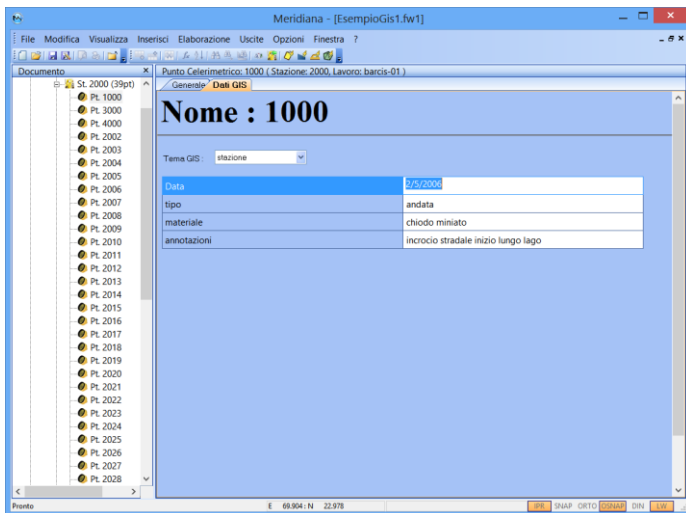 Meridiana - [EsempioGis1.fw1]
File Modifica Visualizza Inserisci Elaborazione Uscite Opzioni Finestra ?
Documento
Punto Celerimetrico: 1000 ( Stazione: 2000, Lavoro: barcis-01 )
St. 2000 (39pt)
Pt. 1000
Pt. 3000
Pt. 4000
Pt. 2002
Pt. 2003
Pt. 2004
Pt. 2005
Pt. 2006
Pt. 2007
Pt. 2008
Pt. 2009
Pt. 2010
Pt. 2011
Pt. 2012
Pt. 2013
Pt. 2014
Pt. 2015
Pt. 2016
Pt. 2017
Pt. 2018
Pt. 2019
Pt. 2020
Pt. 2021
Pt. 2022
Pt. 2023
Pt. 2024
Pt. 2025
Pt. 2026
Pt. 2027
Pt. 2028
Generale Dati GIS
Nome : 1000
Tema GIS : stazione
Data 2/5/2006
tipo andata
materiale chiodo miniato
annotazioni incrocio stradale inizio lungo lago
Pronto E 69.904 : N 22.978 IPR SNAP ORTO OSNAP DIN LW